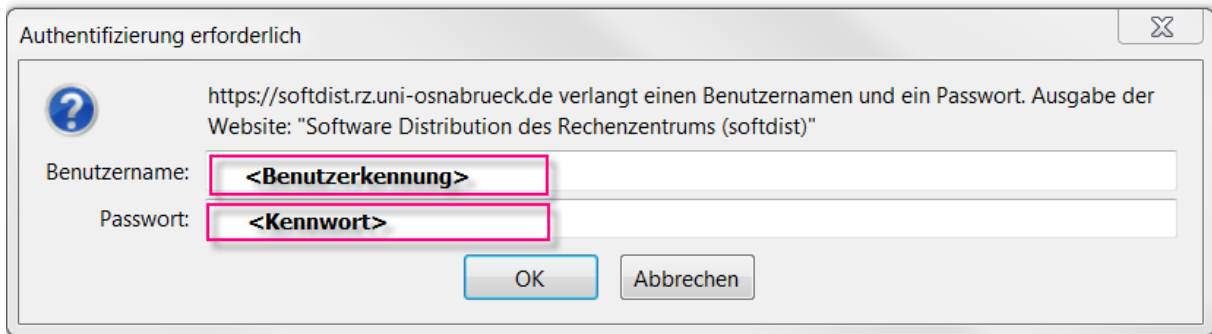 Authentifizierung erforderlich
https://softdist.rz.uni-osnabrueck.de verlangt einen Benutzernamen und ein Passwort. Ausgabe der
Website: "Software Distribution des Rechenzentrums (softdist)"
Benutzername: <Benutzerkennung>
Passwort: <Kennwort>
OK Abbrechen